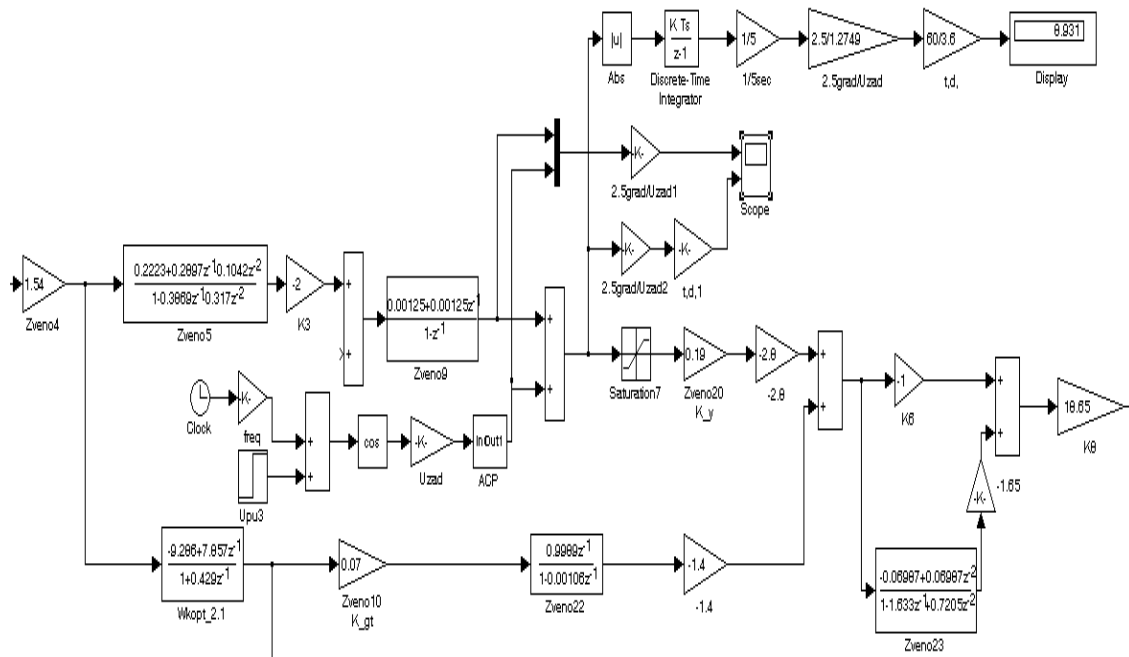 |u|
Abs
K Ts
z-1
Discrete-Time
Integrator
1/5
1/5sec
2.5/1.2749
2.5grad/Uzad
60/3.6
t,d,
8.931
Display
-K-
2.5grad/Uzad1
Scope
-K-
2.5grad/Uzad2
-K-
t,d,1
1.54
Zveno4
0.2223+0.2897z-10.1042z-2
1-0.3869z-10.317z-2
Zveno5
-2
K3
+
+
0.00125+0.00125z-1
1-z-1
Zveno9
+
+
Saturation7
0.19
Zveno20
K_y
-2.8
-2.8
+
+
-1
K6
+
+
18.65
K8
Clock
-K-
freq
Upu3
+
+
cos
-K-
Uzad
In Out1
ACP
-K-
-1.65
-9.286+7.857z-1
1+0.429z-1
Wkopt_2.1
0.07
Zveno10
K_gt
0.9989z-1
1-0.00106z-1
Zveno22
-1.4
-1.4
-0.06987+0.06987z-2
1-1.633z-1+0.7205z-2
Zveno23